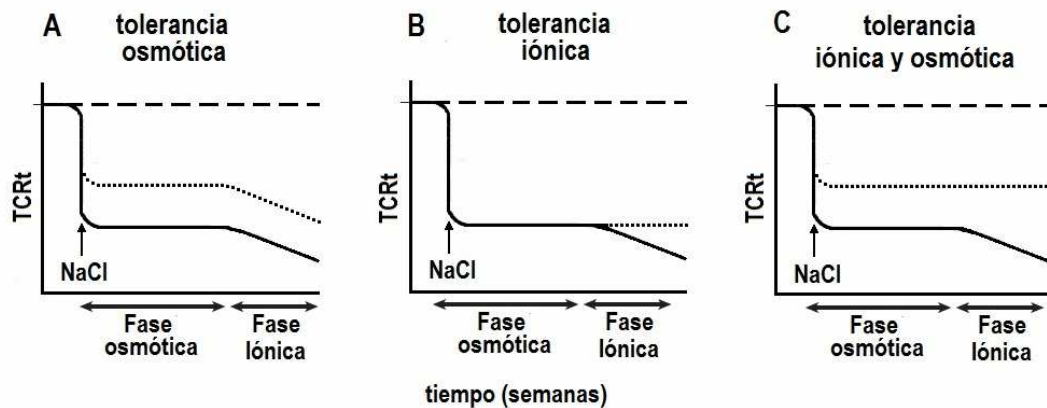 A
tolerancia
osmótica
TCRt
NaCl
Fase
osmótica
Fase
Iónica
B
tolerancia
iónica
TCRt
NaCl
Fase
osmótica
Fase
Iónica
C
tolerancia
iónica y osmótica
TCRt
NaCl
Fase
osmótica
Fase
Iónica
tiempo (semanas)